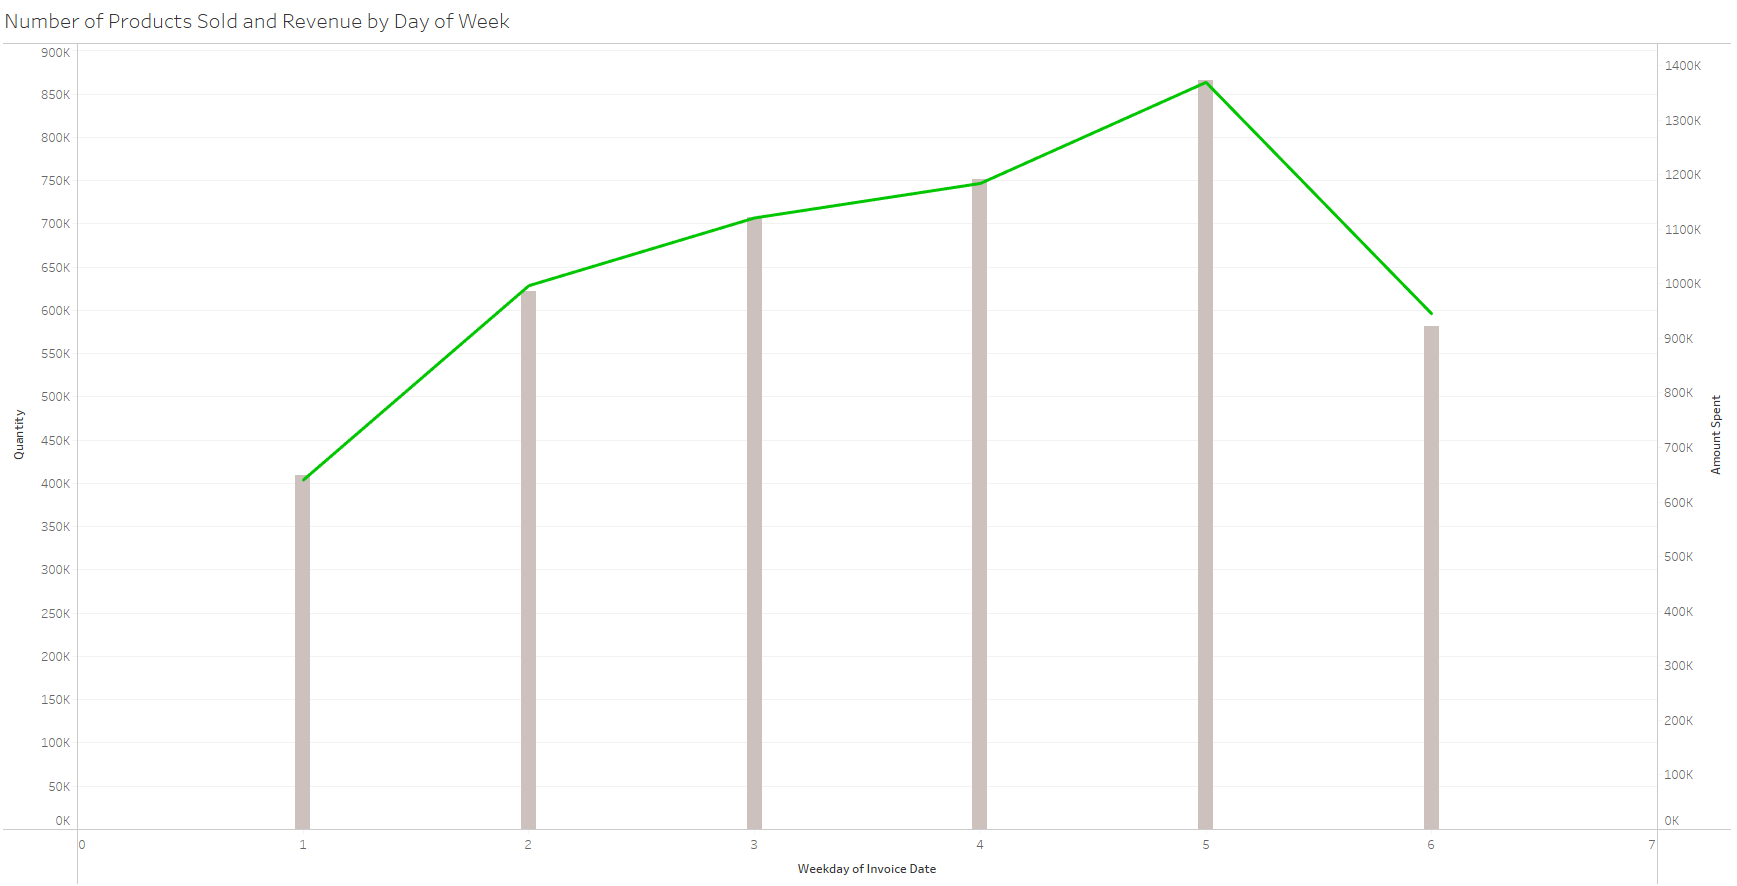 Number of Products Sold and Revenue by Day of Week
900K
850K
800K
750K
700K
650K
600K
550K
500K
450K
400K
350K
300K
250K
200K
150K
100K
50K
0K
Quantity
1400K
1300K
1200K
1100K
1000K
900K
800K
700K
600K
500K
400K
300K
200K
100K
0K
Amount Spent
0 1 2 3 4 5 6 7
Weekday of Invoice Date